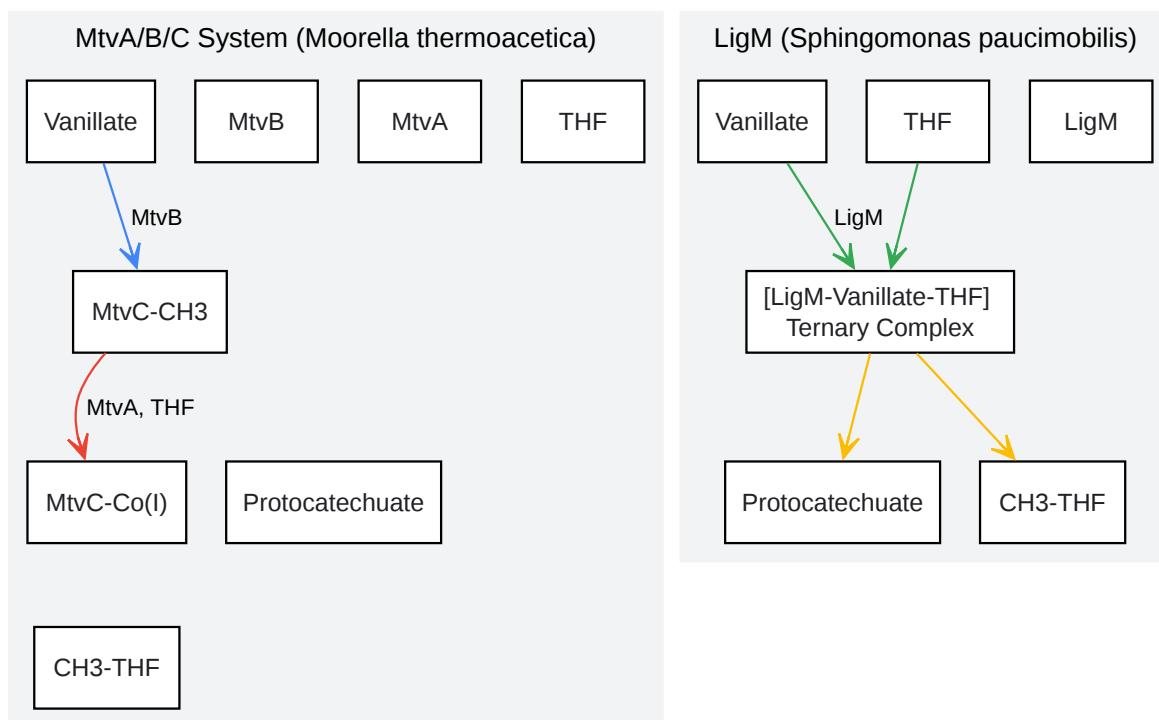 MtvA/B/C System (Moorella thermoacetica)
Vanillate
MtvB
MtvA
THF
MtvB
MtvC-CH3
MtvA, THF
MtvC-Co(I)
Protocatechuate
CH3-THF
LigM (Sphingomonas paucimobilis)
Vanillate
THF
LigM
LigM
[LigM-Vanillate-THF]
Ternary Complex
Protocatechuate
CH3-THF